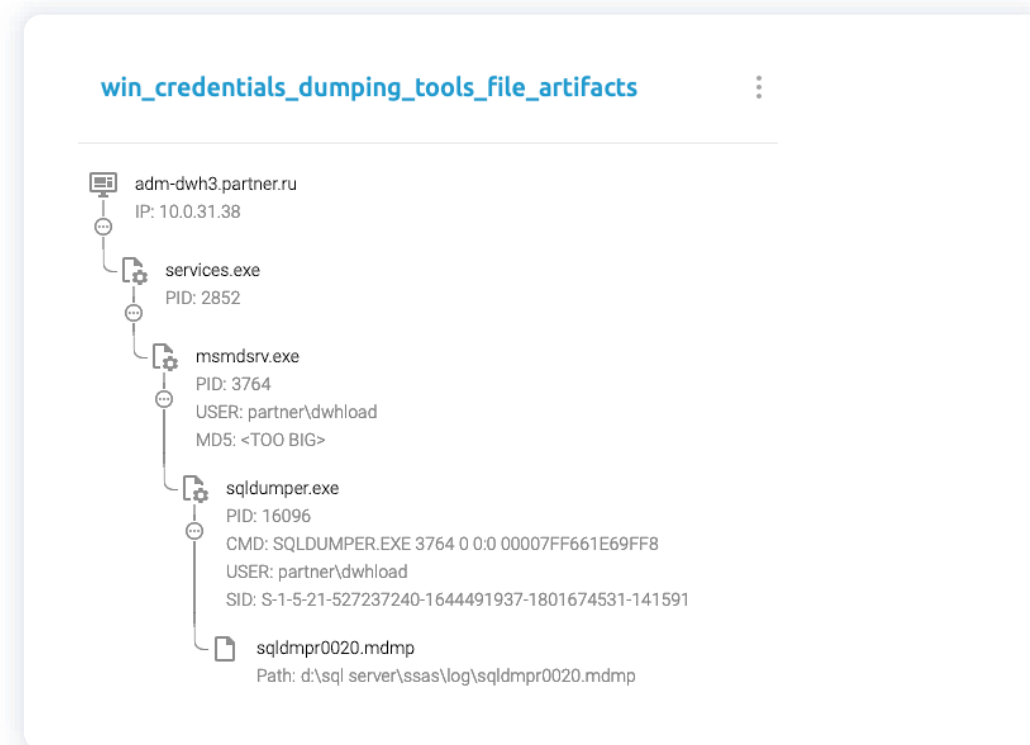 win_credentials_dumping_tools_file_artifacts
adm-dwh3.partner.ru
IP: 10.0.31.38
services.exe
PID: 2852
msmdsrv.exe
PID: 3764
USER: partner\dwhload
MD5: <TOO BIG>
sqldumper.exe
PID: 16096
CMD: SQLDUMPER.EXE 3764 0 0:0 00007FF661E69FF8
USER: partner\dwhload
SID: S-1-5-21-527237240-1644491937-1801674531-141591
sqldmpr0020.mdmp
Path: d:\sql server\ssas\log\sqldmpr0020.mdmp